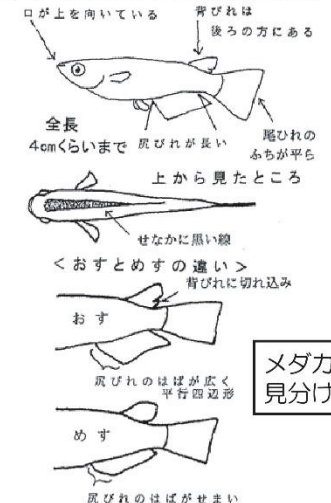 口が上を向いている
背びれは
後ろの方にある
全長
4cmくらいまで
尻びれが長い
尾ひれの
ふちが平ら
上から見たところ
せなかに黒い線
<おすとめすの違い>
背びれに切れ込み
おす
尻びれのはばが広く
平行四辺形
メダカ
見分け
めす
尻びれのはばがせまい